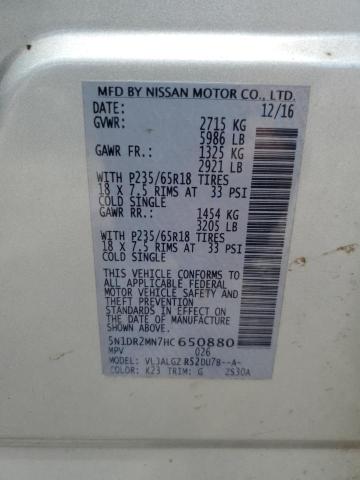 MFD BY NISSAN MOTOR CO., LTD.
DATE: 12/16
GVWR: 2715 KG
5986 LB
GAWR FR.: 1325 KG
2921 LB
WITH P235/65R18 TIRES
18 X 7.5 RIMS AT 33 PSI
COLD SINGLE
GAWR RR.: 1454 KG
3205 LB
WITH P235/65R18 TIRES
18 X 7.5 RIMS AT 33 PSI
COLD SINGLE
THIS VEHICLE CONFORMS TO
ALL APPLICABLE FEDERAL
MOTOR VEHICLE SAFETY AND
STANDARDS IN EFFECT ON
THE DATE OF MANUFACTURE
SHOWN ABOVE.
5N1DR2MN7HC650880
MPV 026
MODEL: RS2DU7B--A-
COLOR: K23 TRIM: G 2S30A